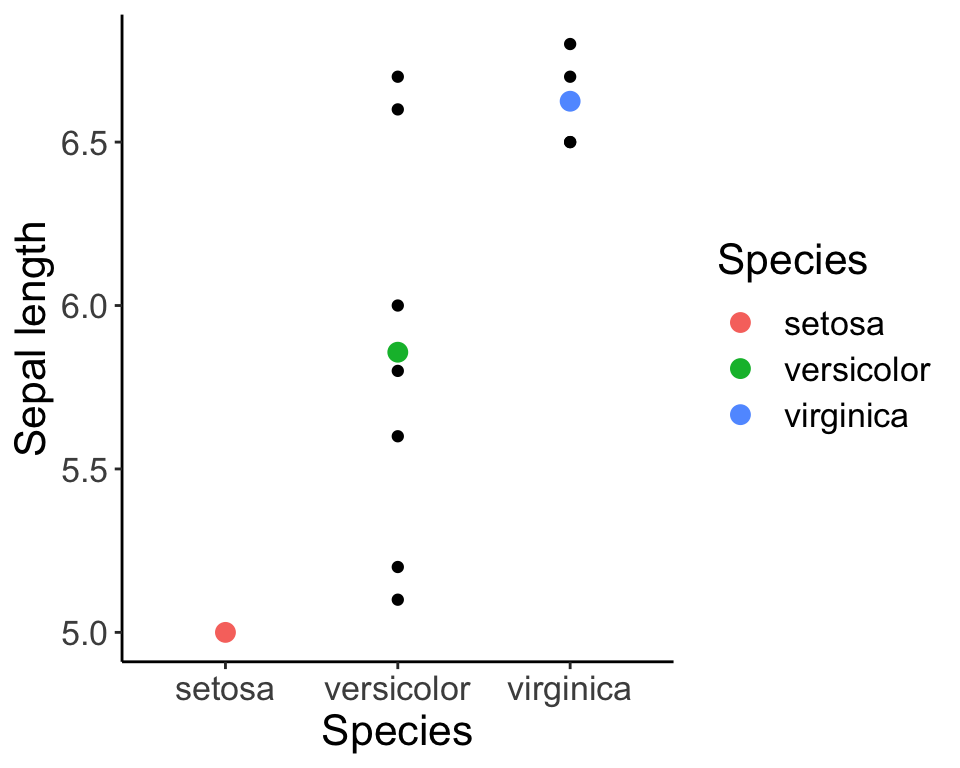 6.5
6.0
5.5
5.0
Sepal length
setosa versicolor virginica
Species
Species
setosa
versicolor
virginica